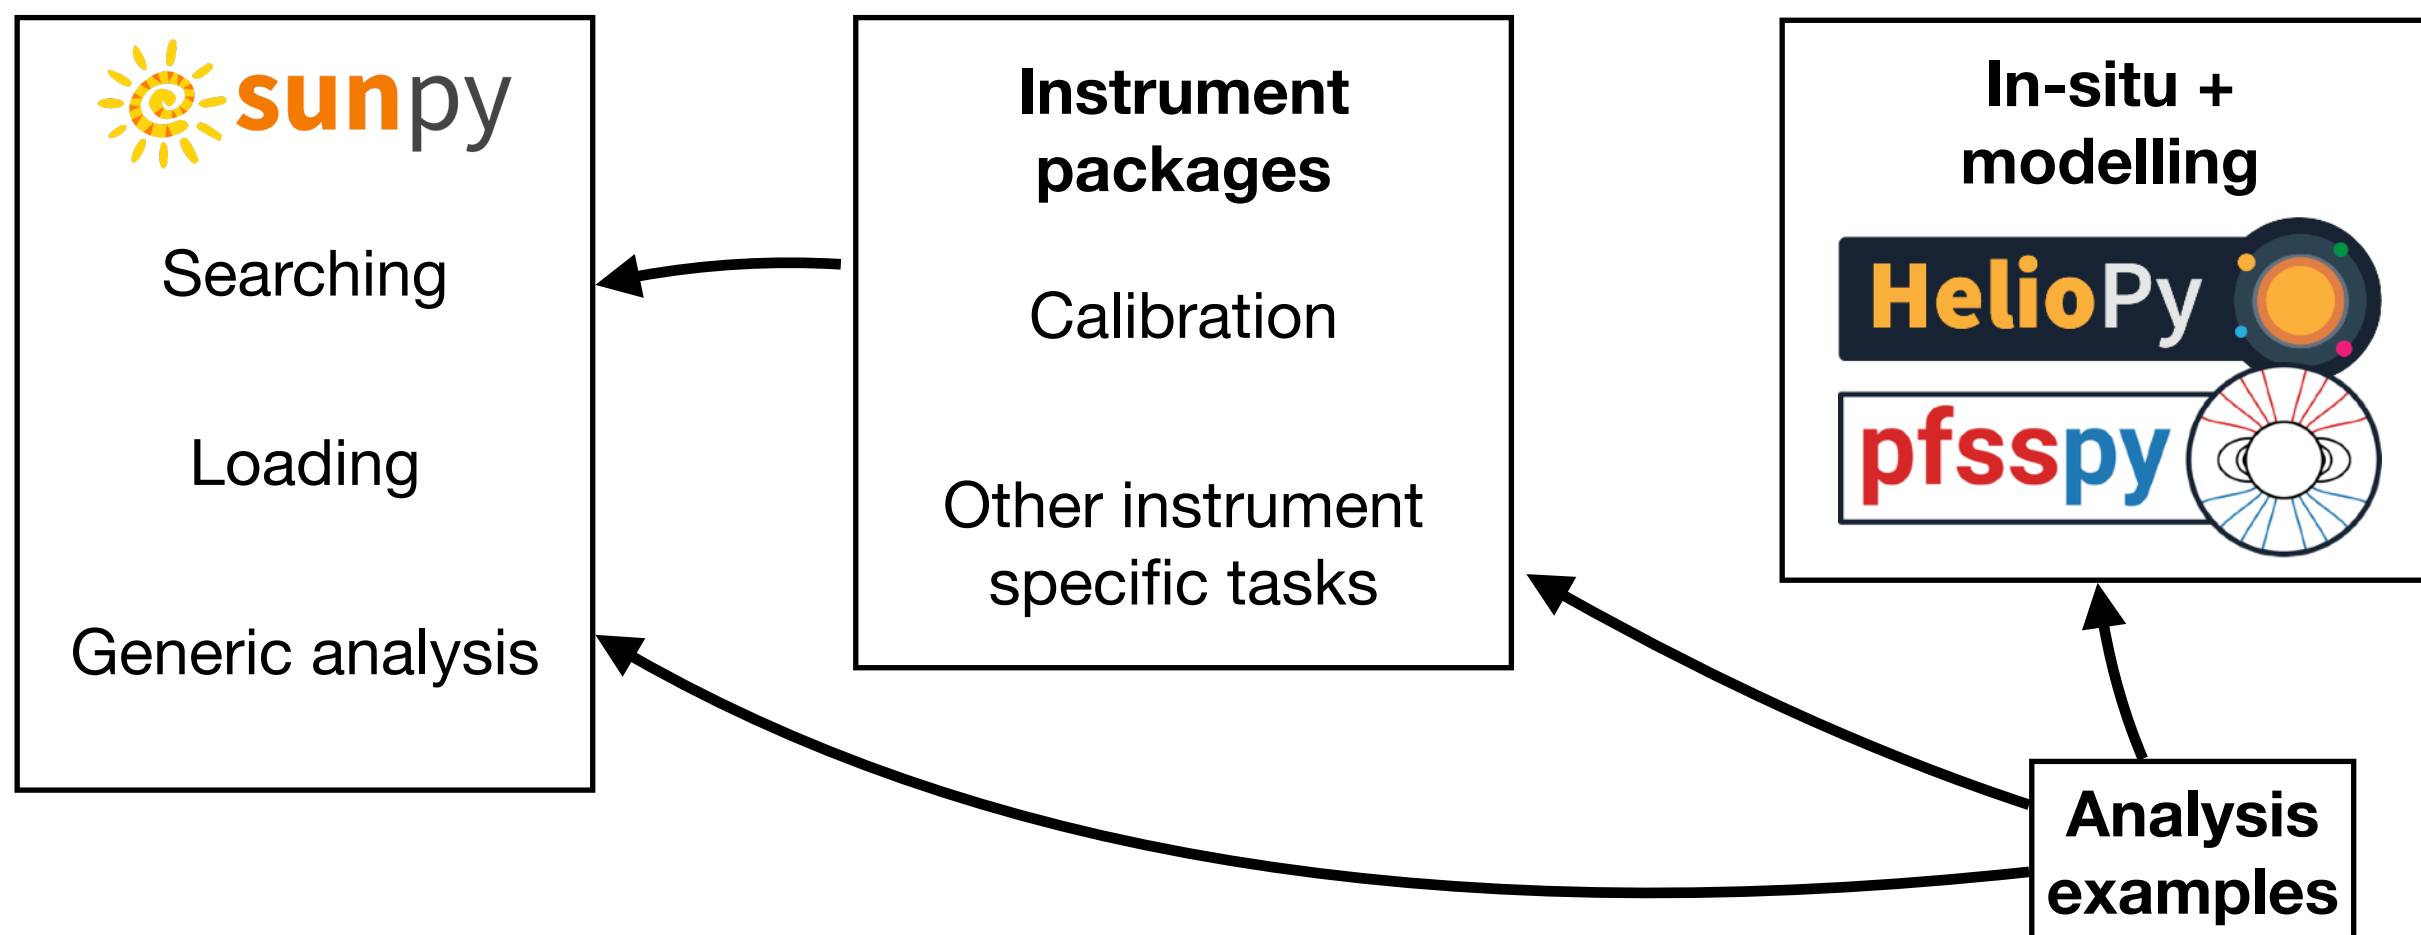 sunpy
Searching
Loading
Generic analysis
Instrument
packages
Calibration
Other instrument
specific tasks
In-situ +
modelling
HelioPy
pfsspy
Analysis
examples